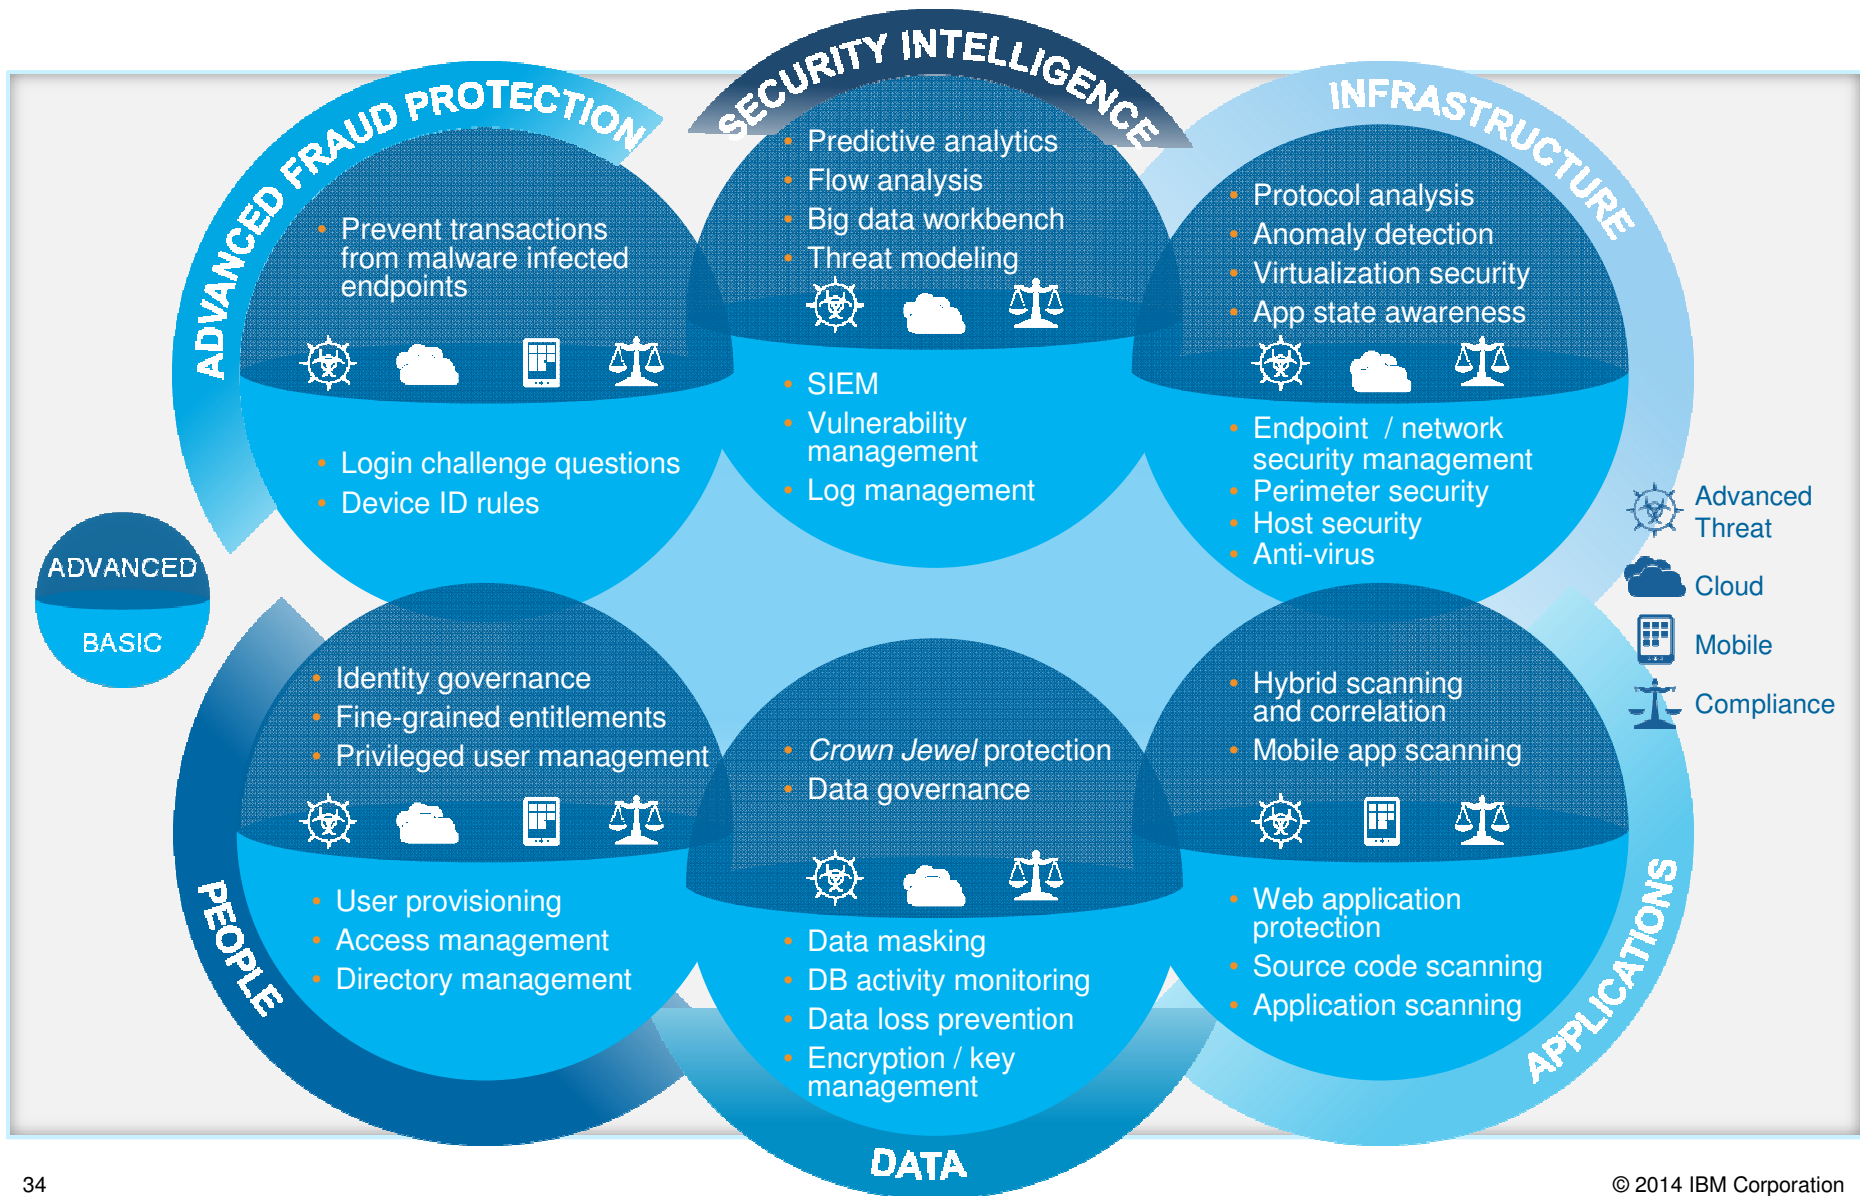 ADVANCED FRAUD PROTECTION
• Prevent transactions
from malware infected
endpoints
• Login challenge questions
• Device ID rules
SECURITY INTELLIGENCE
• Predictive analytics
• Flow analysis
• Big data workbench
• Threat modeling
• SIEM
• Vulnerability
management
• Log management
INFRASTRUCTURE
• Protocol analysis
• Anomaly detection
• Virtualization security
• App state awareness
• Endpoint / network
security management
• Perimeter security
• Host security
• Anti-virus
ADVANCED
BASIC
Advanced
Threat
Cloud
Mobile
Compliance
PEOPLE
• Identity governance
• Fine-grained entitlements
• Privileged user management
• User provisioning
• Access management
• Directory management
DATA
• Crown Jewel protection
• Data governance
• Data masking
• DB activity monitoring
• Data loss prevention
• Encryption / key
management
APPLICATIONS
• Hybrid scanning
and correlation
• Mobile app scanning
• Web application
protection
• Source code scanning
• Application scanning
34
© 2014 IBM Corporation